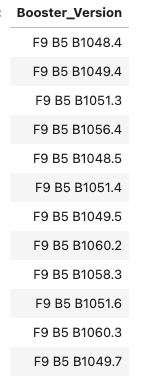 Booster_Version
F9 B5 B1048.4
F9 B5 B1049.4
F9 B5 B1051.3
F9 B5 B1056.4
F9 B5 B1048.5
F9 B5 B1051.4
F9 B5 B1049.5
F9 B5 B1060.2
F9 B5 B1058.3
F9 B5 B1051.6
F9 B5 B1060.3
F9 B5 B1049.7